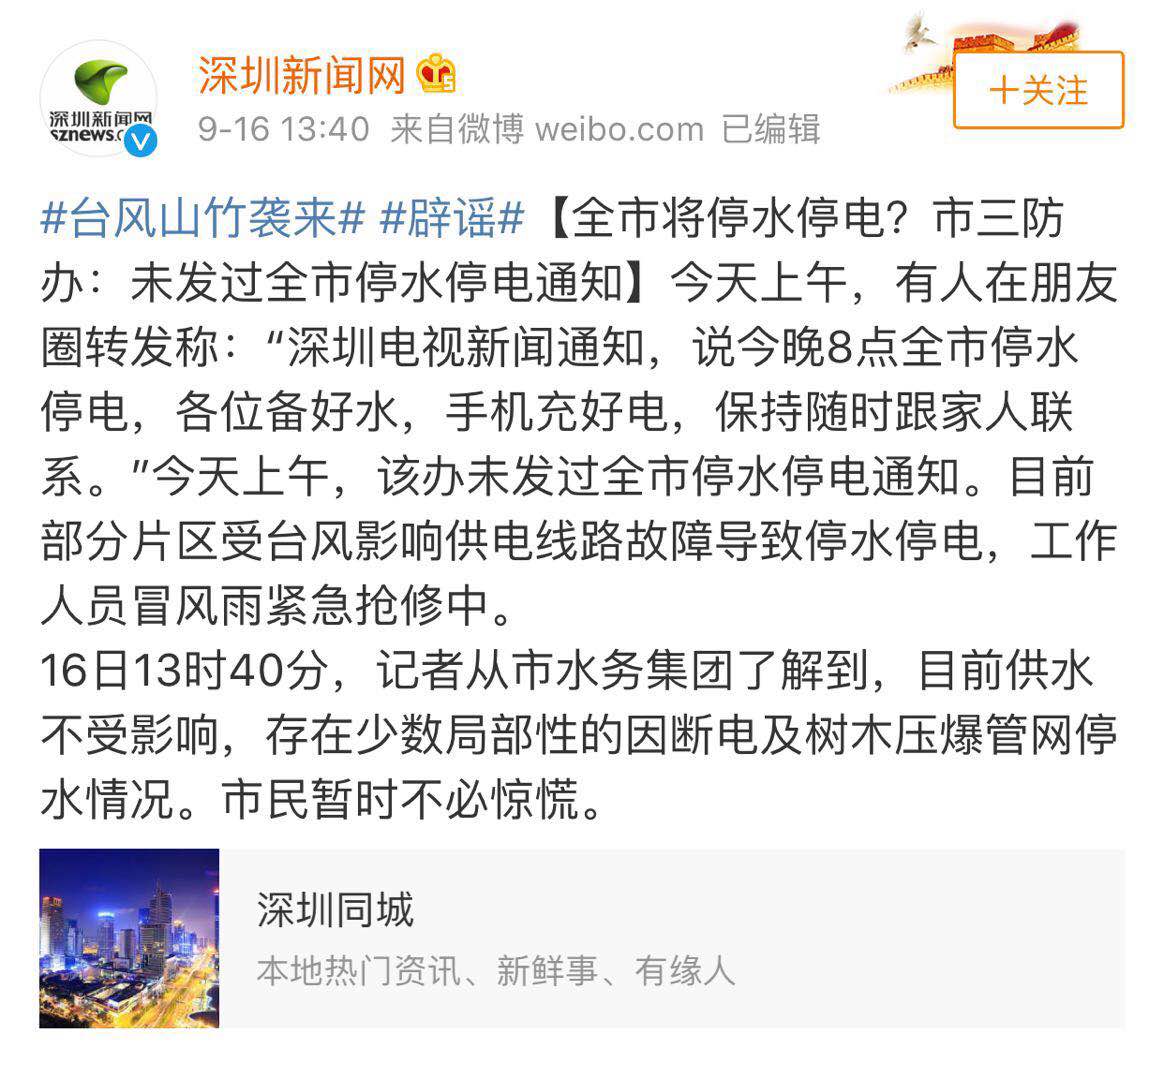 深圳新闻网
深圳新闻网
sznews.c
9-16 13:40 来自微博 weibo.com 已编辑
十关注
#台风山竹袭来# #辟谣#【全市将停水停电？市三防
办：未发过全市停水停电通知】今天上午，有人在朋友
圈转发称：“深圳电视新闻通知，说今晚8点全市停水
停电，各位备好水，手机充好电，保持随时跟家人联
系。”今天上午，该办未发过全市停水停电通知。目前
部分片区受台风影响供电线路故障导致停水停电，工作
人员冒风雨紧急抢修中。
16日13时40分，记者从市水务集团了解到，目前供水
不受影响，存在少数局部性的因断电及树木压爆管网停
水情况。市民暂时不必惊慌。
深圳同城
本地热门资讯、新鲜事、有缘人